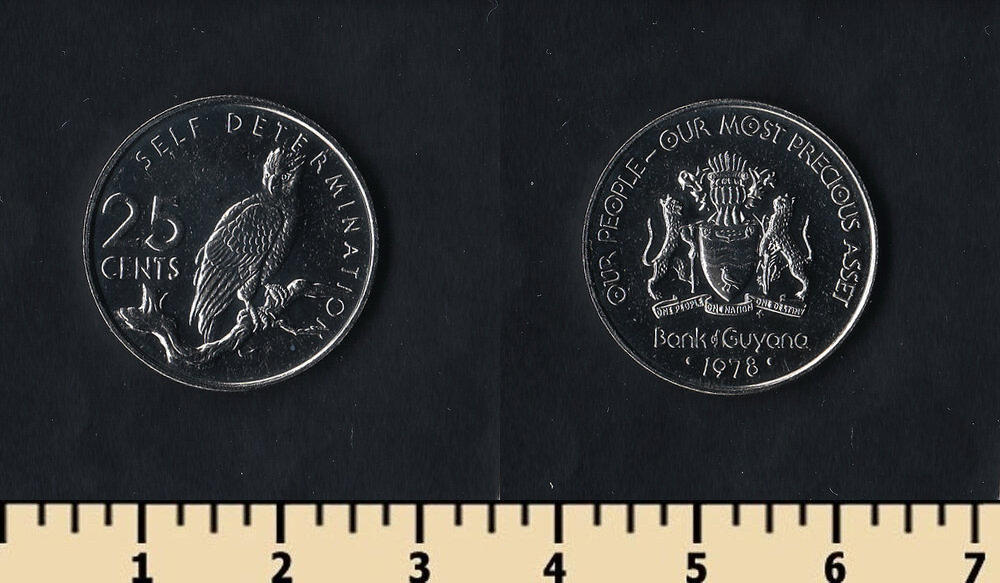 SELF DETERMINATION
25
CENTS
OUR PEOPLE – OUR MOST PRECIOUS ASSET
ONE PEOPLE ONE NATION ONE DESTINY
Bank of Guyana
· 1978 ·
1 2 3 4 5 6 7